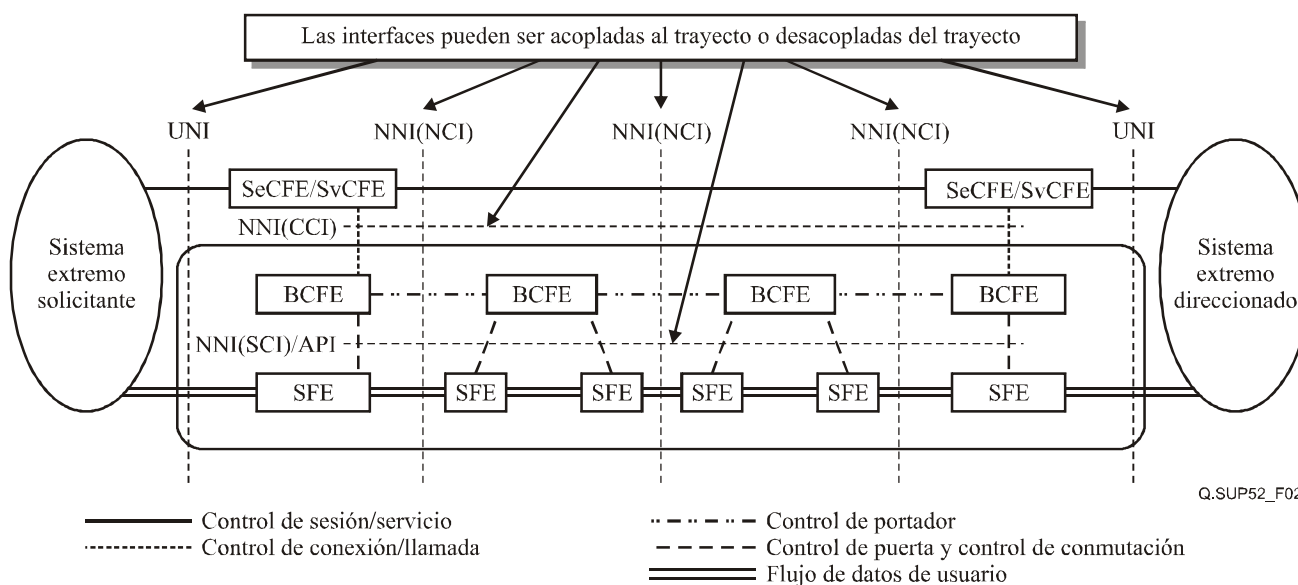 Las interfaces pueden ser acopladas al trayecto o desacopladas del trayecto
UNI
NNI(NCI)
NNI(NCI)
NNI(NCI)
UNI
SeCFE/SvCFE
SeCFE/SvCFE
NNI(CCI)
Sistema
extremo
solicitante
Sistema
extremo
direccionado
BCFE
BCFE
BCFE
BCFE
NNI(SCI)/API
SFE
SFE
SFE
SFE
SFE
SFE
Q.SUP52_F02
Control de sesión/servicio
Control de conexión/llamada
Control de portador
Control de puerta y control de conmutación
Flujo de datos de usuario